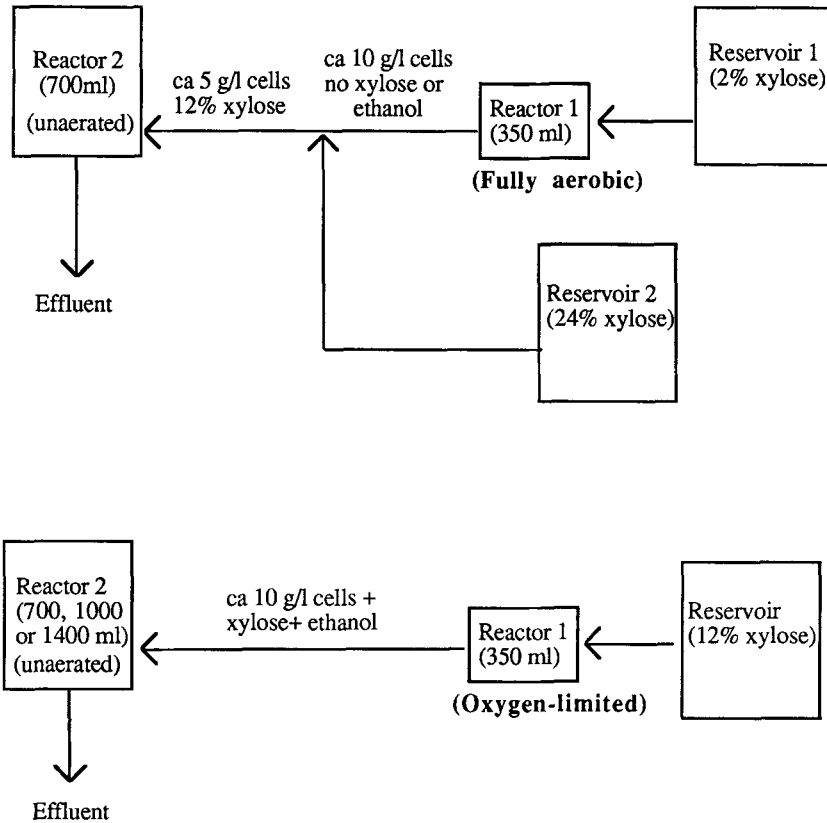 Reactor 2
(700ml)
(unaerated)
ca 5 g/l cells
12% xylose
ca 10 g/l cells
no xylose or
ethanol
Reactor 1
(350 ml)
(Fully aerobic)
Reservoir 1
(2% xylose)
Reservoir 2
(24% xylose)
Effluent
Reactor 2
(700, 1000
or 1400 ml)
(unaerated)
ca 10 g/l cells +
xylose+ ethanol
Reactor 1
(350 ml)
(Oxygen-limited)
Reservoir
(12% xylose)
Effluent